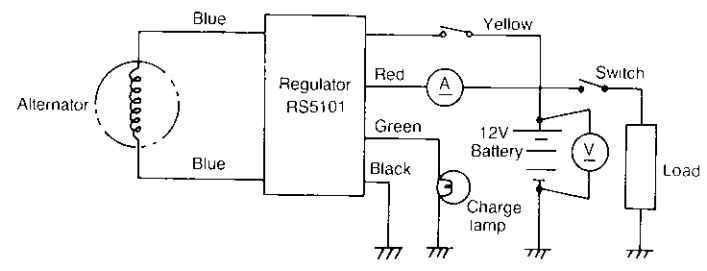 Blue
Yellow
Regulator
RS5101
Red
A
Switch
Alternator
Green
12V
Battery
V
Blue
Black
Load
Charge
lamp